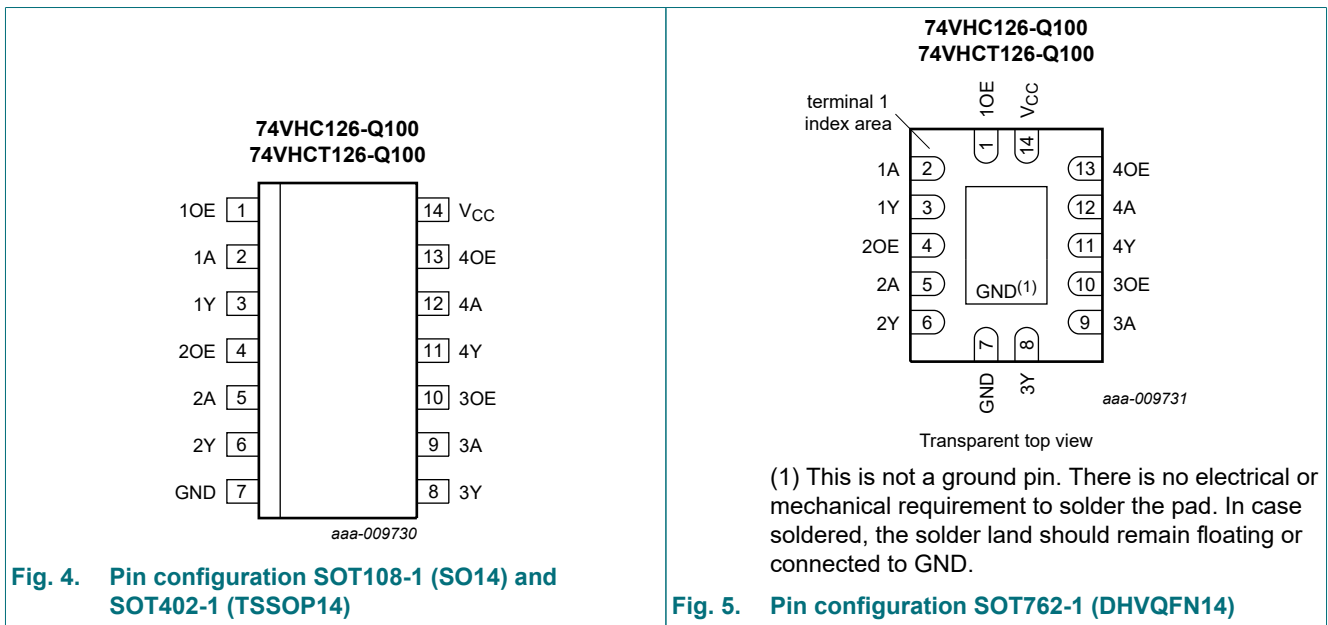 74VHC126-Q100
74VHCT126-Q100
1OE 1
14 VCC
1A 2
13 4OE
1Y 3
12 4A
2OE 4
11 4Y
2A 5
10 3OE
2Y 6
9 3A
GND 7
8 3Y
aaa-009730
Fig. 4. Pin configuration SOT108-1 (SO14) and
SOT402-1 (TSSOP14)
74VHC126-Q100
74VHCT126-Q100
terminal 1
index area
1OE
VCC
1
14
1A 2
13 4OE
1Y 3
12 4A
2OE 4
11 4Y
2A 5
10 3OE
2Y 6
9 3A
GND(1)
7
8
GND
3Y
aaa-009731
Transparent top view
(1) This is not a ground pin. There is no electrical or
mechanical requirement to solder the pad. In case
soldered, the solder land should remain floating or
connected to GND.
Fig. 5. Pin configuration SOT762-1 (DHVQFN14)